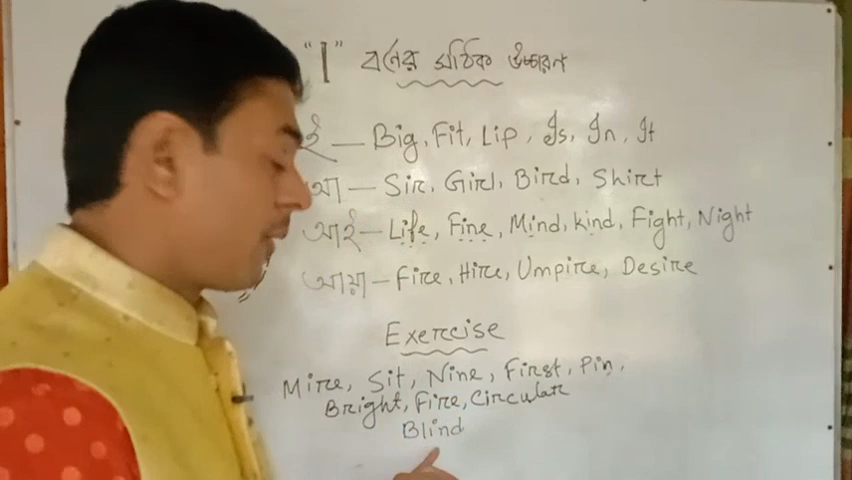 "I" বর্নের সঠিক উচ্চারণ
ই — Big, Fit, Lip, Is, In, It
আ — Sir, Girl, Bird, Shirt
আই — Life, Fine, Mind, kind, Fight, Night
আয়া — Fire, Hire, Umpire, Desire
Exercise
Mire, Sit, Nine, First, Pin,
Bright, Fire, Circular
Blind